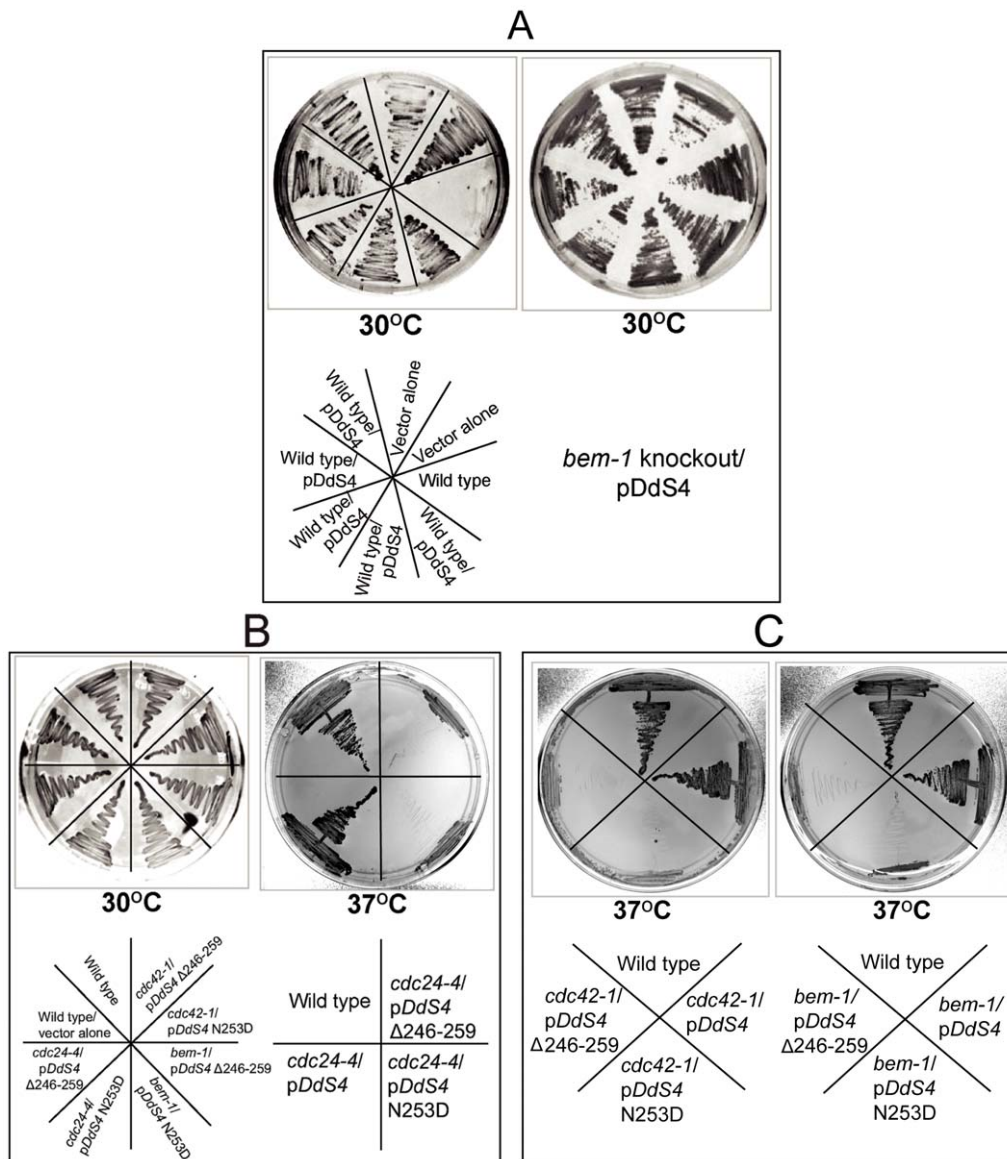 A
30°C
30°C
Wild type/
pDdS4
Vector alone
Vector alone
Wild type/
pDdS4
Wild type
Wild type/
pDdS4
Wild type/
pDdS4
Wild type/
pDdS4
bem-1 knockout/
pDdS4
B
30°C
37°C
Wild type
cdc42-1/
pDdS4 Δ246-259
Wild type/
vector alone
cdc42-1/
pDdS4 N253D
cdc24-4/
pDdS4
Δ246-259
bem-1/
pDdS4 Δ246-259
cdc24-4/
pDdS4 N253D
bem-1/
pDdS4 N253D
Wild type
cdc24-4/
pDdS4
Δ246-259
cdc24-4/
pDdS4
cdc24-4/
pDdS4
N253D
C
37°C
37°C
Wild type
cdc42-1/
pDdS4
Δ246-259
cdc42-1/
pDdS4
cdc42-1/
pDdS4
N253D
Wild type
bem-1/
pDdS4
Δ246-259
bem-1/
pDdS4
bem-1/
pDdS4
N253D